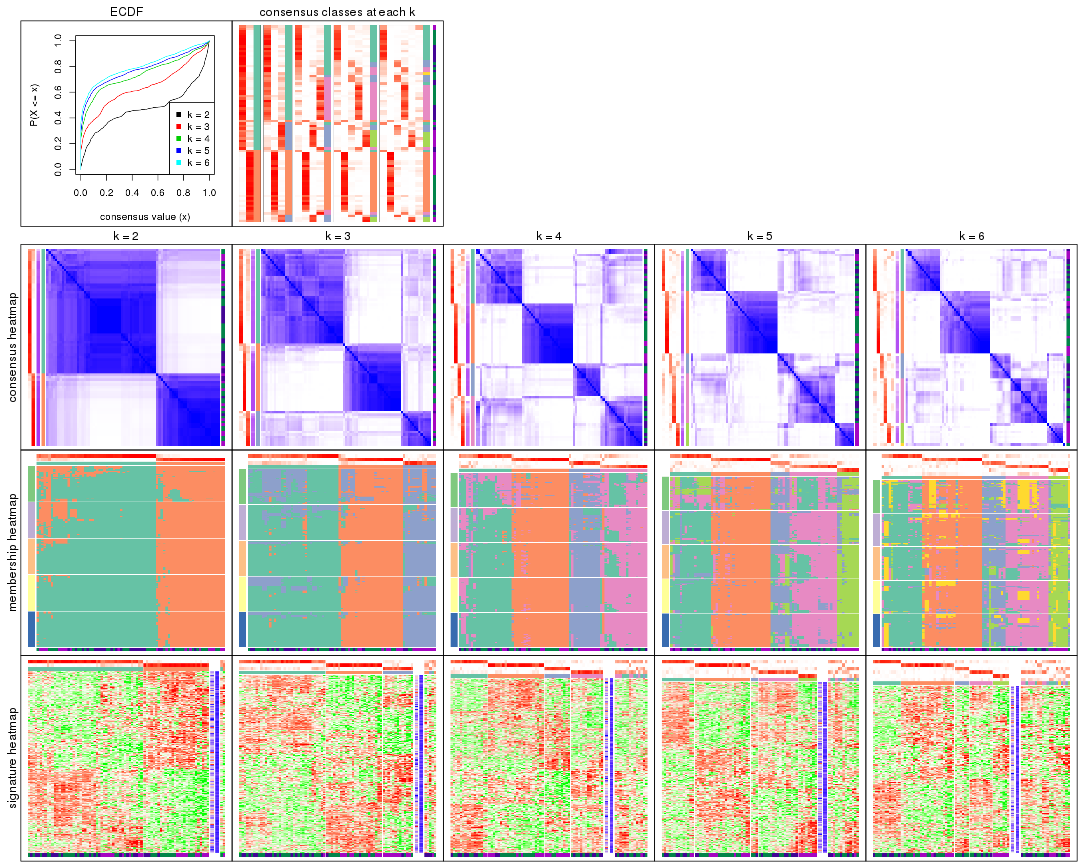 ECDF
consensus classes at each k
P(X <= x)
0.0 0.2 0.4 0.6 0.8 1.0
k = 2
k = 3
k = 4
k = 5
k = 6
0.0 0.2 0.4 0.6 0.8 1.0
consensus value (x)
k = 2
k = 3
k = 4
k = 5
k = 6
consensus heatmap
membership heatmap
signature heatmap